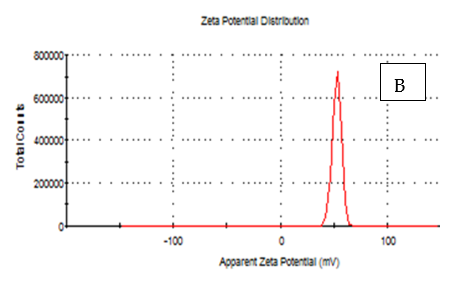 Zeta Potential Distribution
800000
600000
400000
200000
0
Total Counts
B
-100
0
100
Apparent Zeta Potential (mV)